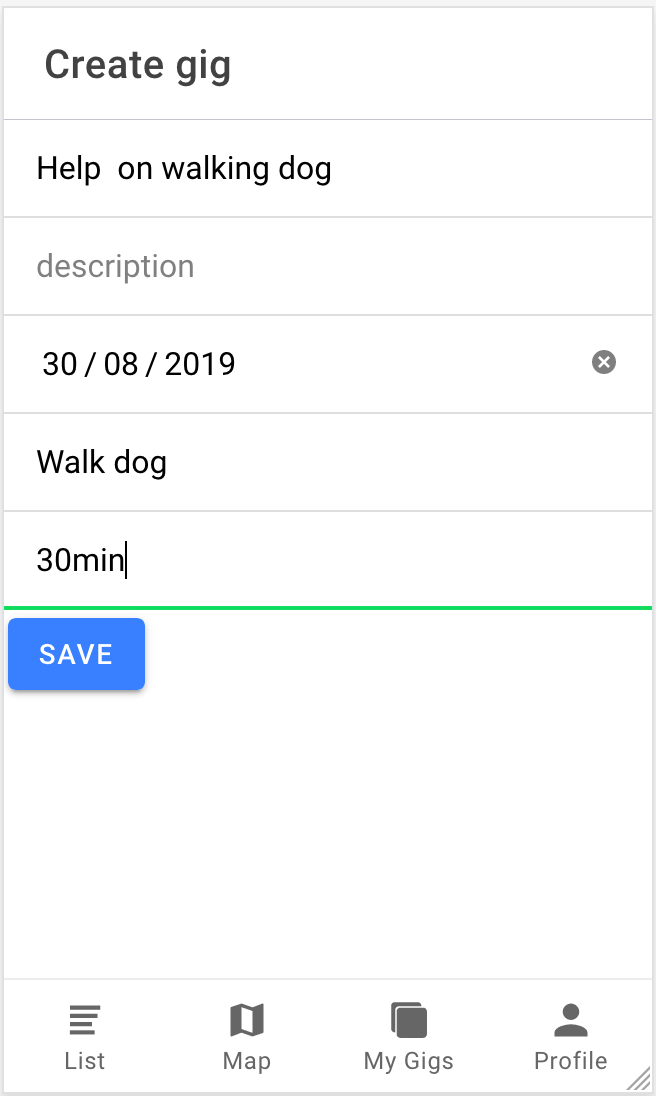 Create gig
Help  on walking dog
description
30 / 08 / 2019
Walk dog
30min
SAVE
List Map My Gigs Profile